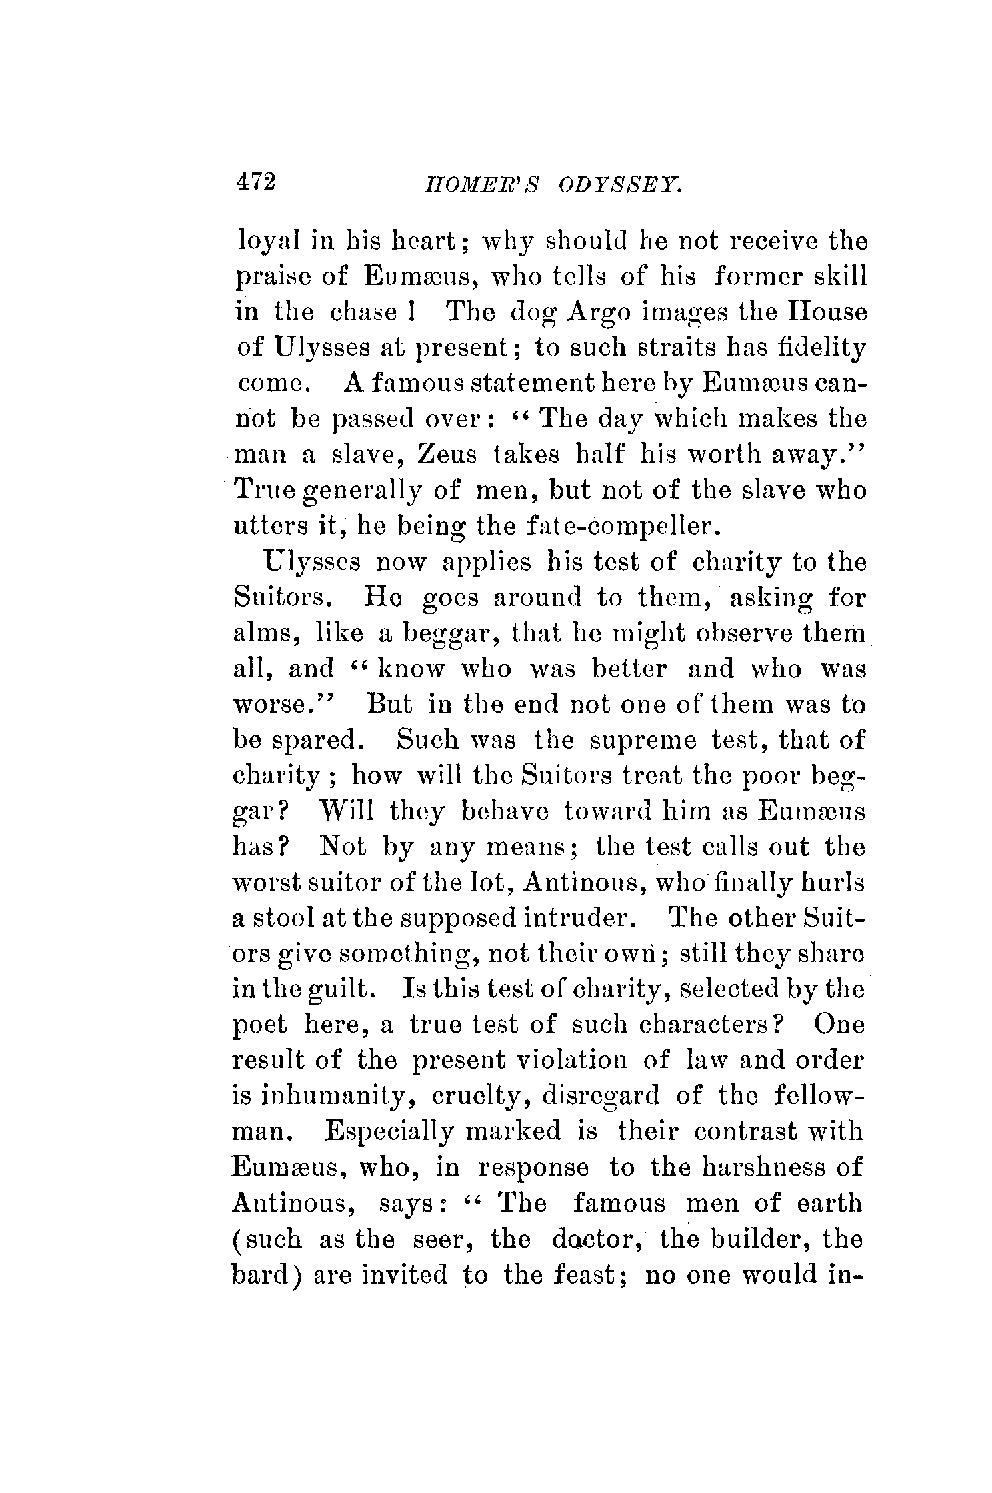 472 HOMER'S ODYSSEY.
loyal in his heart; why should he not receive the
praise of Eumæus, who tells of his former skill
in the chase! The dog Argo images the House
of Ulysses at present; to such straits has fidelity
come. A famous statement here by Eumæus can-
not be passed over: “ The day which makes the
man a slave, Zeus takes half his worth away.”
True generally of men, but not of the slave who
utters it, he being the fate-compeller.
Ulysses now applies his test of charity to the
Suitors. He goes around to them, asking for
alms, like a beggar, that he might observe them
all, and “ know who was better and who was
worse.” But in the end not one of them was to
be spared. Such was the supreme test, that of
charity ; how will the Suitors treat the poor beg-
gar? Will they behave toward him as Eumæus
has? Not by any means; the test calls out the
worst suitor of the lot, Antinous, who finally hurls
a stool at the supposed intruder. The other Suit-
ors give something, not their own; still they share
in the guilt. Is this test of charity, selected by the
poet here, a true test of such characters? One
result of the present violation of law and order
is inhumanity, cruelty, disregard of the fellow-
man. Especially marked is their contrast with
Eumæus, who, in response to the harshness of
Antinous, says: “ The famous men of earth
(such as the seer, the doctor, the builder, the
bard) are invited to the feast; no one would in-